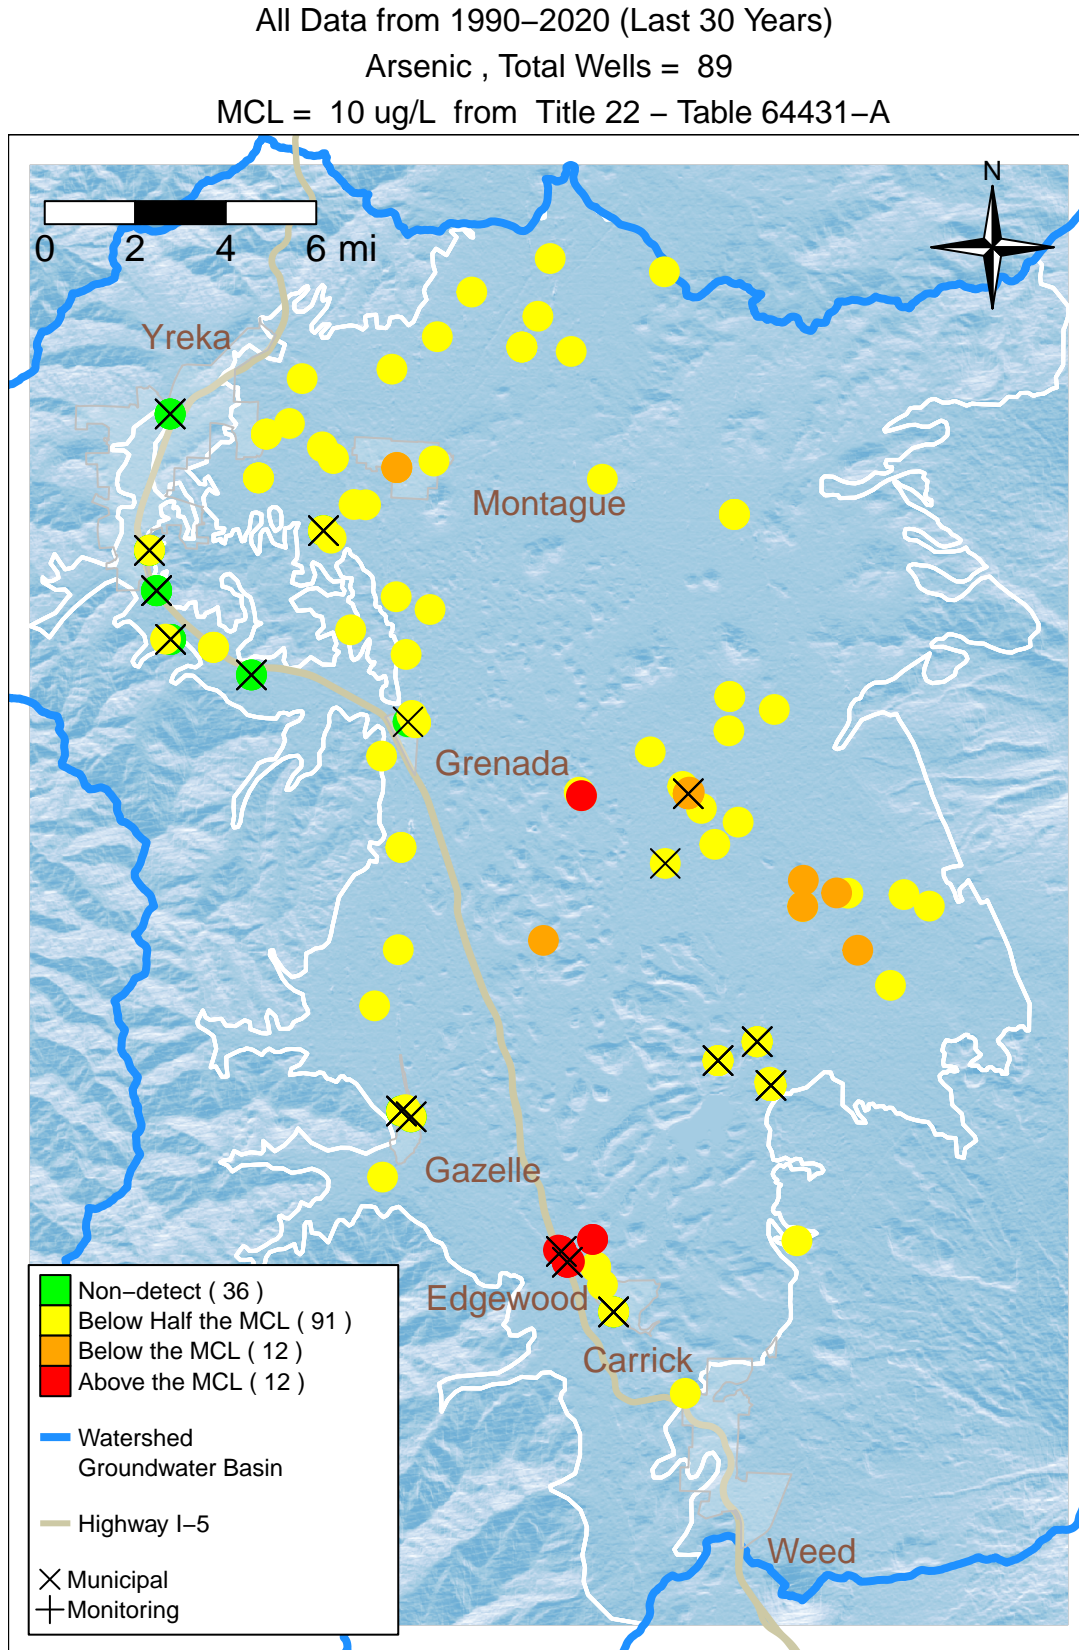 All Data from 1990–2020 (Last 30 Years)
Arsenic , Total Wells =  89
MCL =  10 ug/L  from  Title 22 – Table 64431–A
N
0 2 4 6 mi
Yreka
Montague
Grenada
Gazelle
Edgewood
Carrick
Weed
Non−detect ( 36 )
Below Half the MCL ( 91 )
Below the MCL ( 12 )
Above the MCL ( 12 )
Watershed
Groundwater Basin
Highway I−5
Municipal
Monitoring